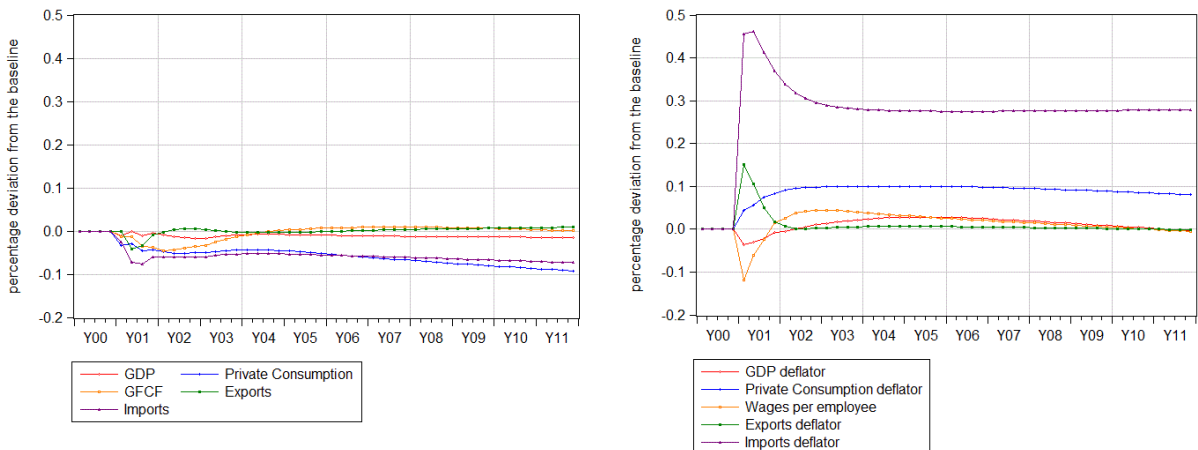 percentage deviation from the baseline
0.5
0.4
0.3
0.2
0.1
0.0
-0.1
-0.2
Y00 Y01 Y02 Y03 Y04 Y05 Y06 Y07 Y08 Y09 Y10 Y11
GDP Private Consumption
GFCF Exports
Imports
percentage deviation from the baseline
0.5
0.4
0.3
0.2
0.1
0.0
-0.1
-0.2
Y00 Y01 Y02 Y03 Y04 Y05 Y06 Y07 Y08 Y09 Y10 Y11
GDP deflator
Private Consumption deflator
Wages per employee
Exports deflator
Imports deflator